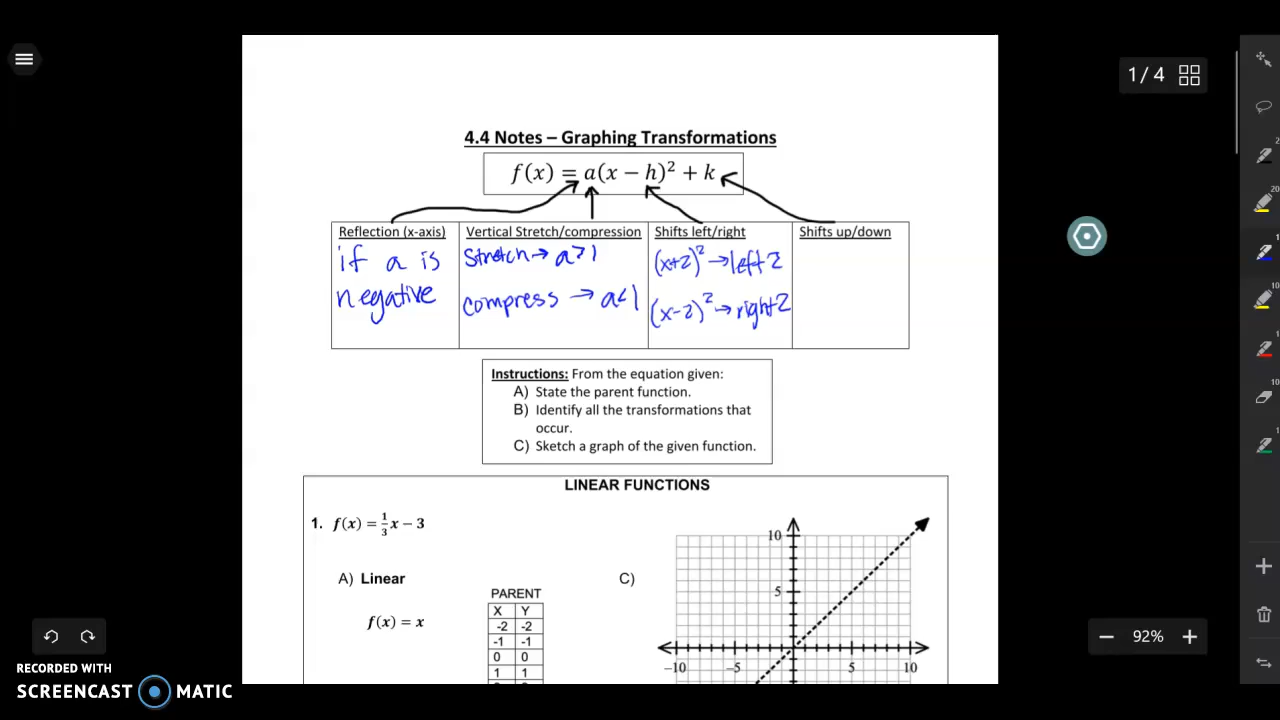 1 / 4
4.4 Notes – Graphing Transformations
f(x) = a(x − h)² + k
Reflection (x-axis)
if a is
negative
Vertical Stretch/compression
Stretch → a>1
compress → a<1
Shifts left/right
(x+2)² → left 2
(x-2)² → right 2
Shifts up/down
Instructions: From the equation given:
A) State the parent function.
B) Identify all the transformations that
occur.
C) Sketch a graph of the given function.
LINEAR FUNCTIONS
1. f(x) = 1/3 x − 3
A) Linear
f(x) = x
PARENT
X Y
-2 -2
-1 -1
0 0
1 1
C)
10
5
−10 −5 5 10
92%
RECORDED WITH
SCREENCAST MATIC